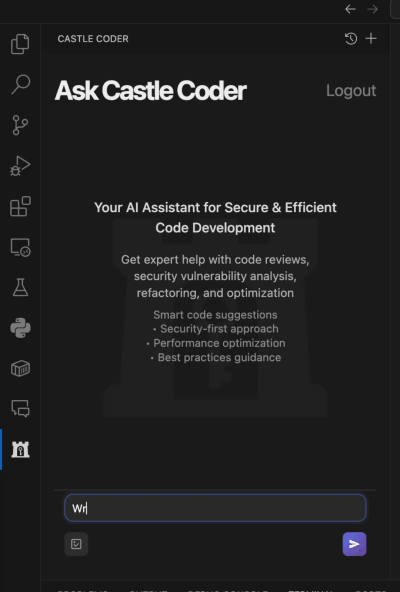 CASTLE CODER
Ask Castle Coder
Logout
Your AI Assistant for Secure & Efficient
Code Development
Get expert help with code reviews,
security vulnerability analysis,
refactoring, and optimization
Smart code suggestions
• Security-first approach
• Performance optimization
• Best practices guidance
Wr